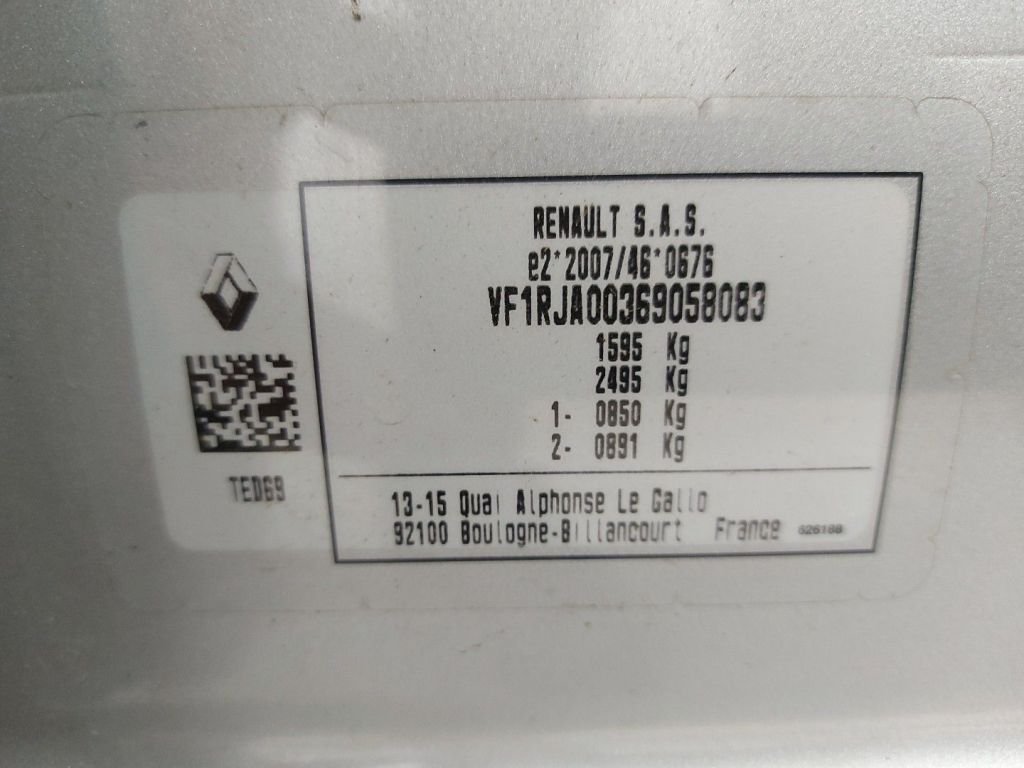 RENAULT S.A.S.
e2*2007/46*0676
VF1RJA00369058083
1595 Kg
2495 Kg
1- 0850 Kg
2- 0891 Kg
TED69
13-15 Quai Alphonse Le Gallo
92100 Boulogne-Billancourt France 626188